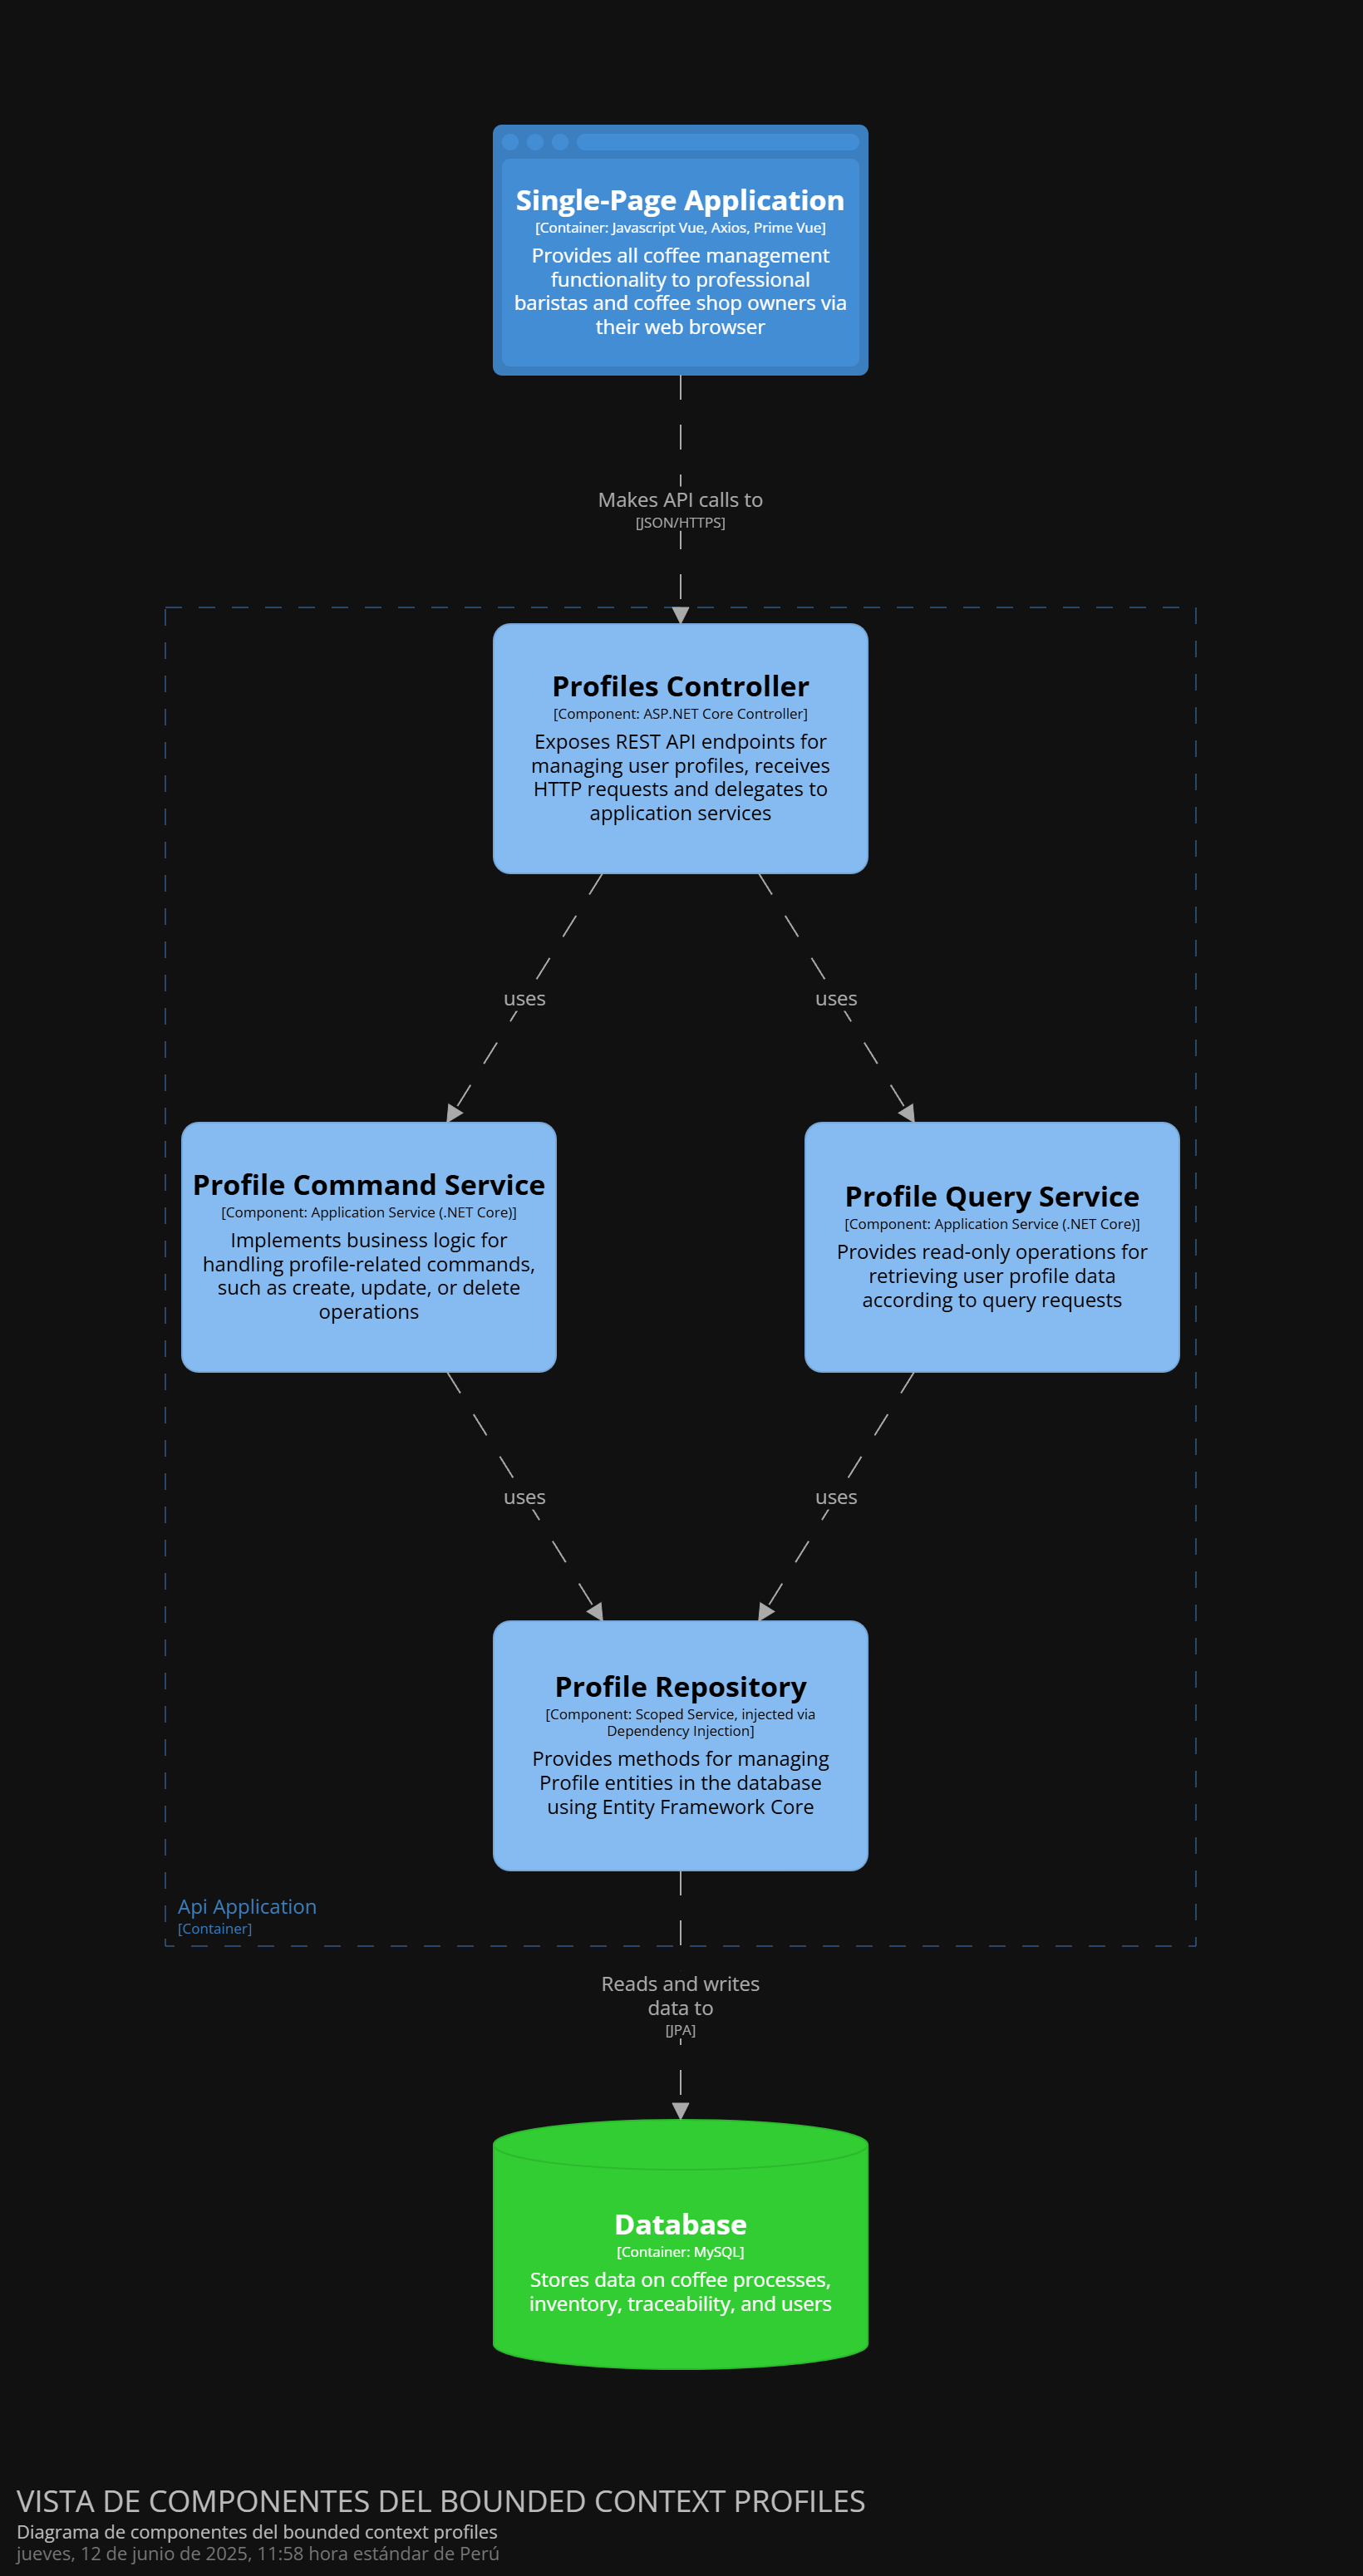 Single-Page Application
[Container: Javascript Vue, Axios, Prime Vue]
Provides all coffee management
functionality to professional
baristas and coffee shop owners via
their web browser
Makes API calls to
[JSON/HTTPS]
Profiles Controller
[Component: ASP.NET Core Controller]
Exposes REST API endpoints for
managing user profiles, receives
HTTP requests and delegates to
application services
uses
uses
Profile Command Service
[Component: Application Service (.NET Core)]
Implements business logic for
handling profile-related commands,
such as create, update, or delete
operations
Profile Query Service
[Component: Application Service (.NET Core)]
Provides read-only operations for
retrieving user profile data
according to query requests
uses
uses
Profile Repository
[Component: Scoped Service, injected via
Dependency Injection]
Provides methods for managing
Profile entities in the database
using Entity Framework Core
Api Application
[Container]
Reads and writes
data to
[JPA]
Database
[Container: MySQL]
Stores data on coffee processes,
inventory, traceability, and users
VISTA DE COMPONENTES DEL BOUNDED CONTEXT PROFILES
Diagrama de componentes del bounded context profiles
jueves, 12 de junio de 2025, 11:58 hora estándar de Perú